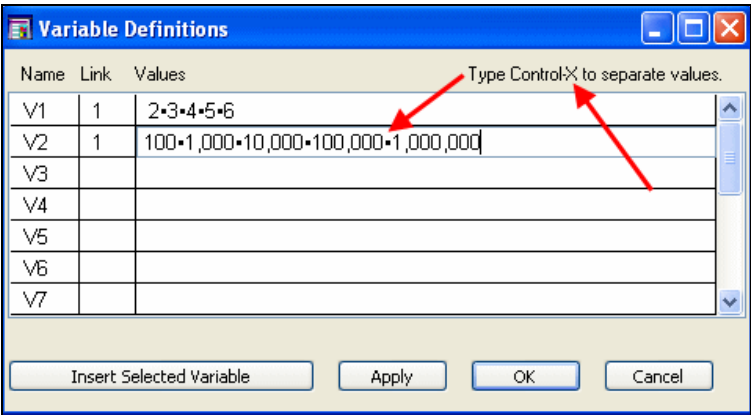 Variable Definitions
Name Link Values Type Control-X to separate values.
V1 1 2▪3▪4▪5▪6
V2 1 100▪1,000▪10,000▪100,000▪1,000,000
V3
V4
V5
V6
V7
Insert Selected Variable Apply OK Cancel